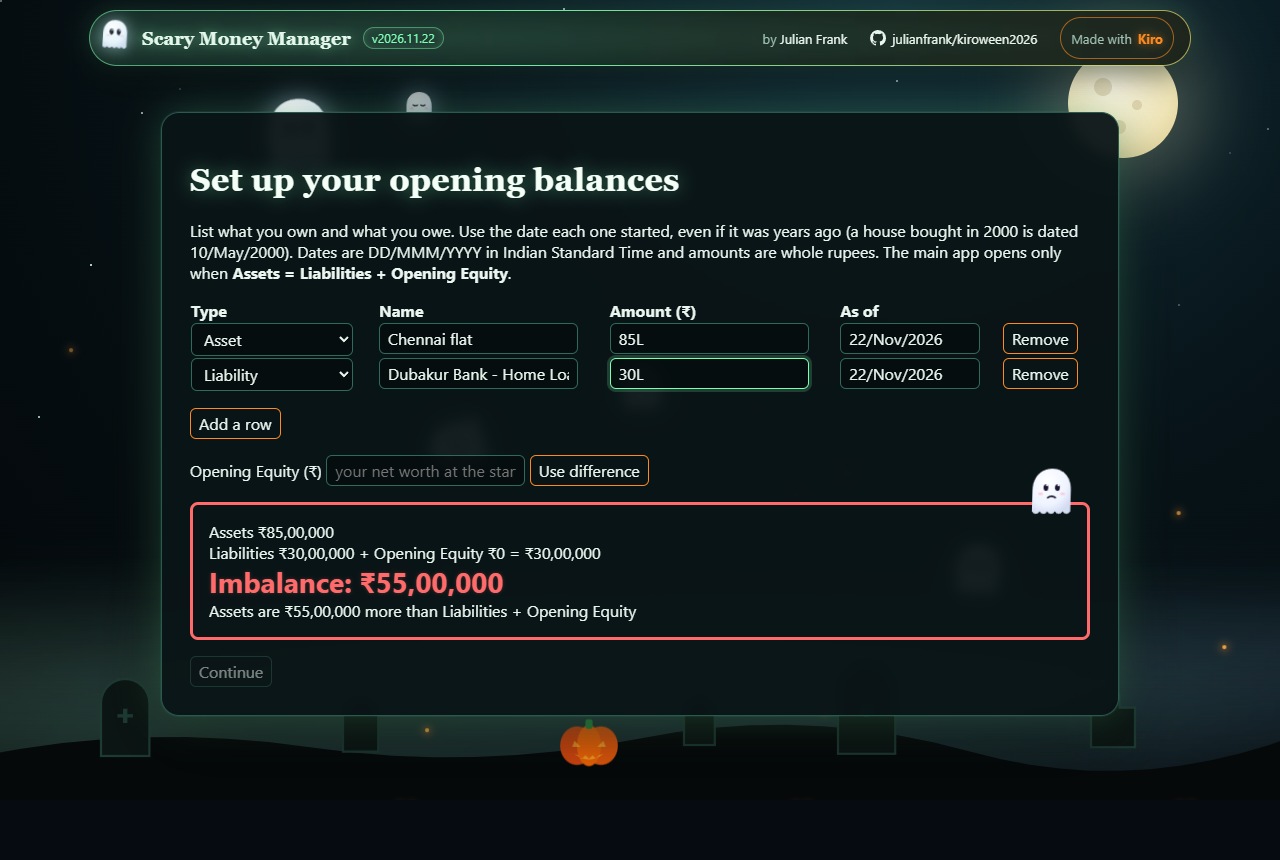 Scary Money Manager v2026.11.22 by Julian Frank julianfrank/kiroween2026 Made with Kiro
Set up your opening balances
List what you own and what you owe. Use the date each one started, even if it was years ago (a house bought in 2000 is dated
10/May/2000). Dates are DD/MMM/YYYY in Indian Standard Time and amounts are whole rupees. The main app opens only
when Assets = Liabilities + Opening Equity.
Type Name Amount (₹) As of
Asset Chennai flat 85L 22/Nov/2026 Remove
Liability Dubakur Bank - Home Loa 30L 22/Nov/2026 Remove
Add a row
Opening Equity (₹) your net worth at the star Use difference
Assets ₹85,00,000
Liabilities ₹30,00,000 + Opening Equity ₹0 = ₹30,00,000
Imbalance: ₹55,00,000
Assets are ₹55,00,000 more than Liabilities + Opening Equity
Continue